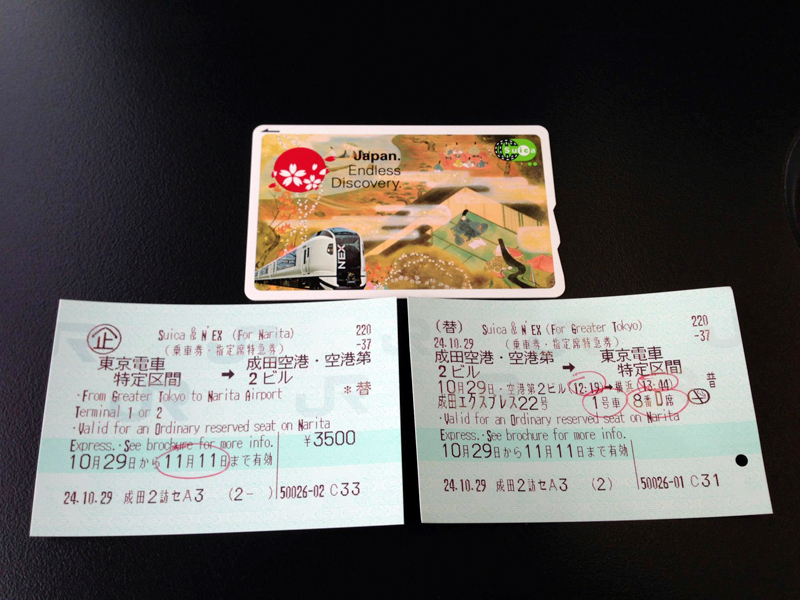 Japan.
Endless
Discovery.
Suica
NEX
企
Suica & N'EX (For Narita)
220
-37
(乗車券・指定席特急券)
東京電車
特定区間
→
成田空港・空港第
2ビル
*替
・From Greater Tokyo to Narita Airport
Terminal 1 or 2
・Valid for an Ordinary reserved seat on Narita
Express.・See brochure for more info.
¥3500
10月29日から11月11日まで有効
24.10.29 成田2訪セA3 (2- ) 50026-02 C33
(替) Suica & N'EX (For Greater Tokyo)
220
-37
24.10.29 (乗車券・指定席特急券)
成田空港・空港第
2ビル
→
東京電車
特定区間
10月29日・空港第2ビル(12:19)→横浜(13:44)
成田エクスプレス22号 1号車 8番D席
・Valid for an Ordinary reserved seat on Narita
Express.・See brochure for more info.
10月29日から11月11日まで有効
24.10.29 成田2訪セA3 (2) 50026-01 C31